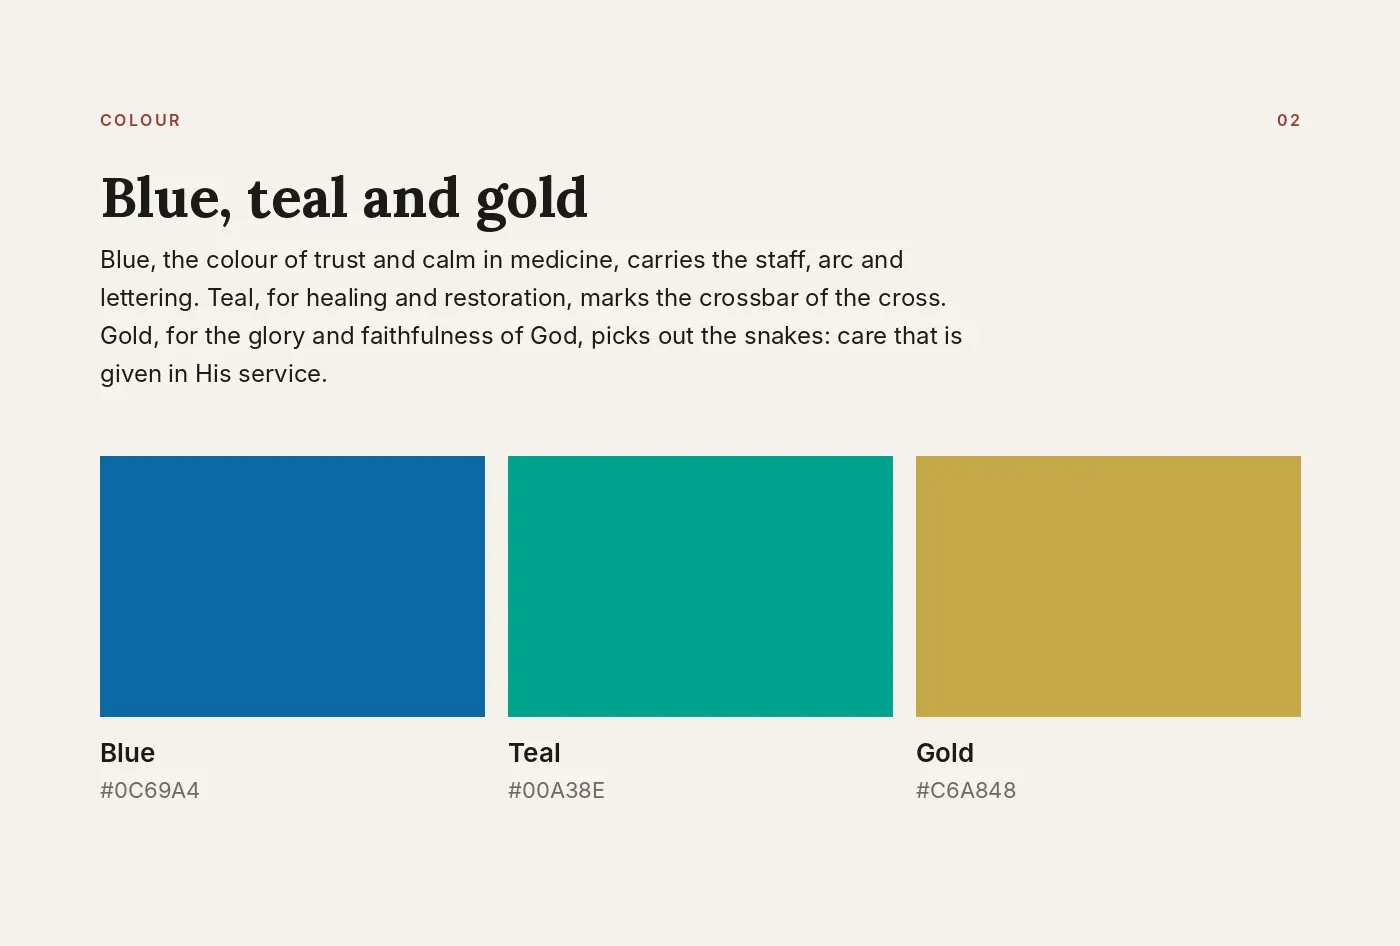 COLOUR
02
Blue, teal and gold
Blue, the colour of trust and calm in medicine, carries the staff, arc and
lettering. Teal, for healing and restoration, marks the crossbar of the cross.
Gold, for the glory and faithfulness of God, picks out the snakes: care that is
given in His service.
Blue
#0C69A4
Teal
#00A38E
Gold
#C6A848